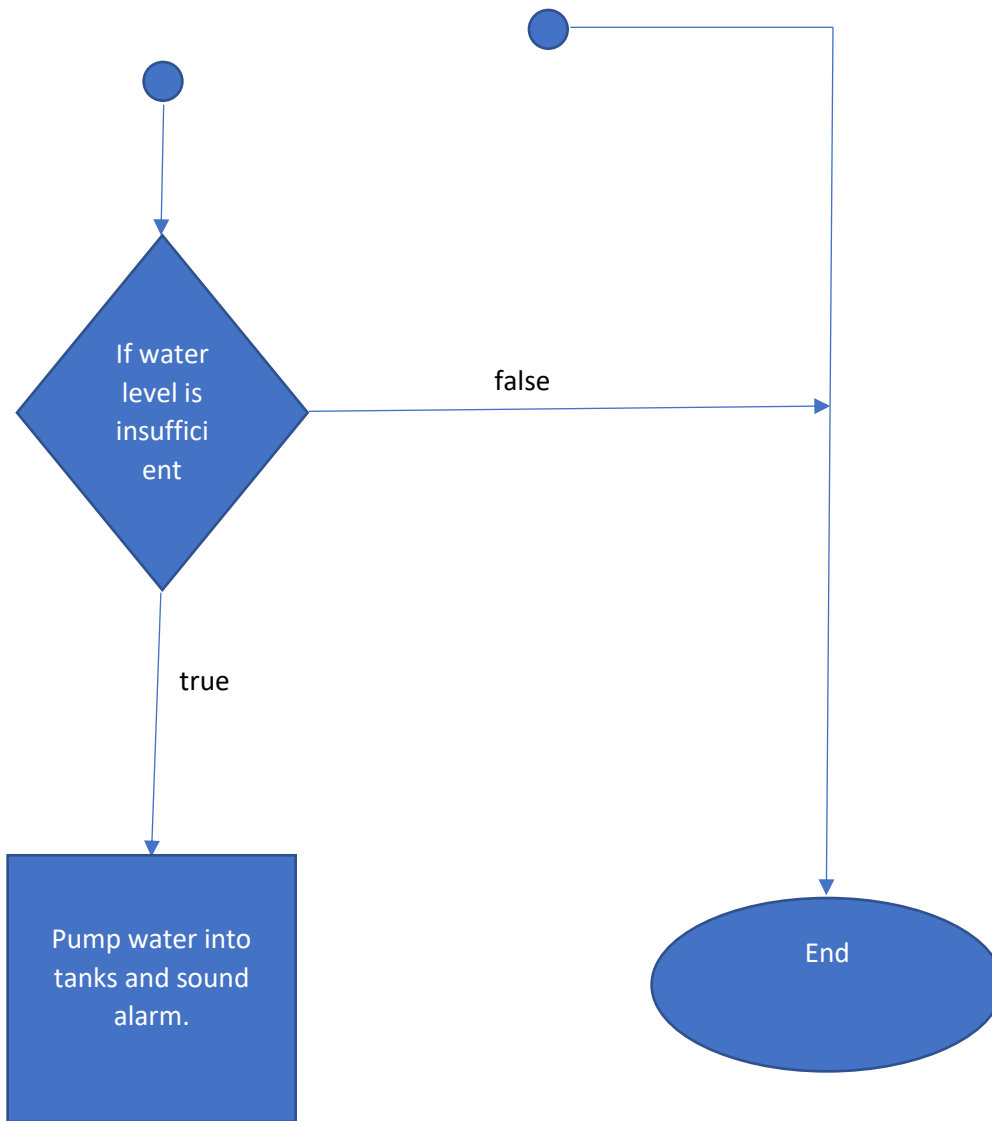 If water
level is
insuffici
ent
false
true
Pump water into
tanks and sound
alarm.
End